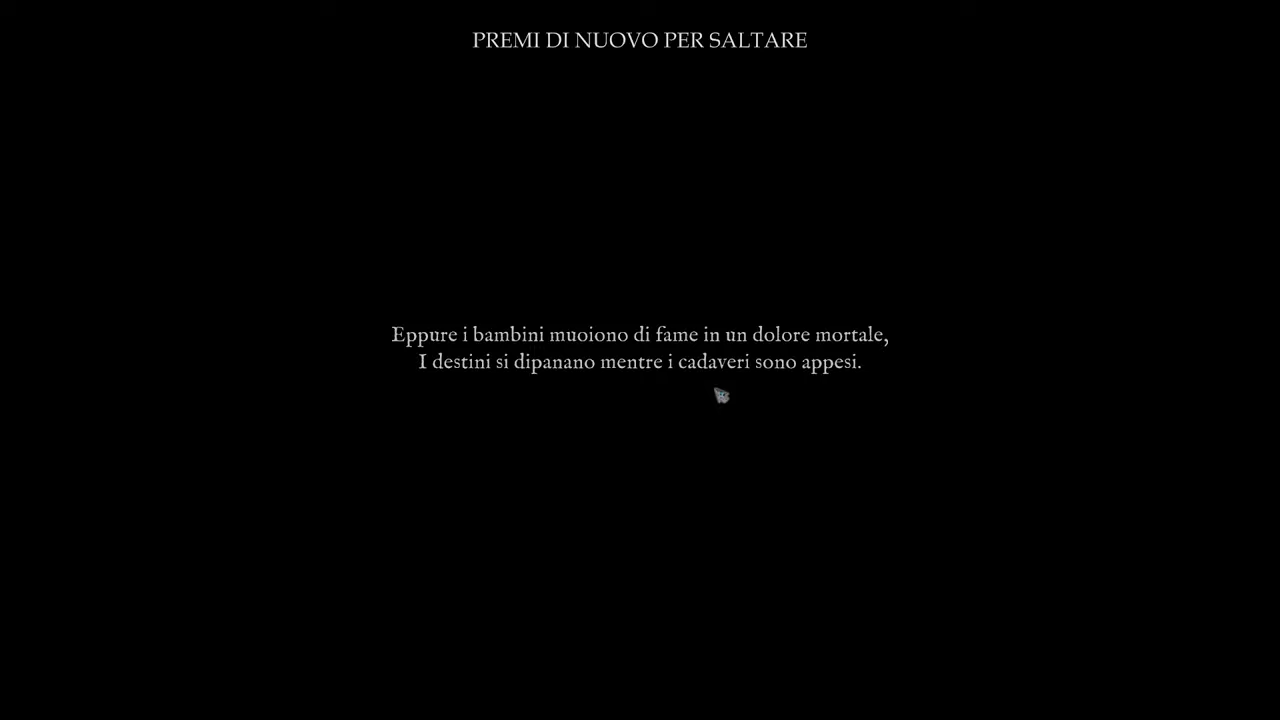 PREMI DI NUOVO PER SALTARE
Eppure i bambini muoiono di fame in un dolore mortale,
I destini si dipanano mentre i cadaveri sono appesi.